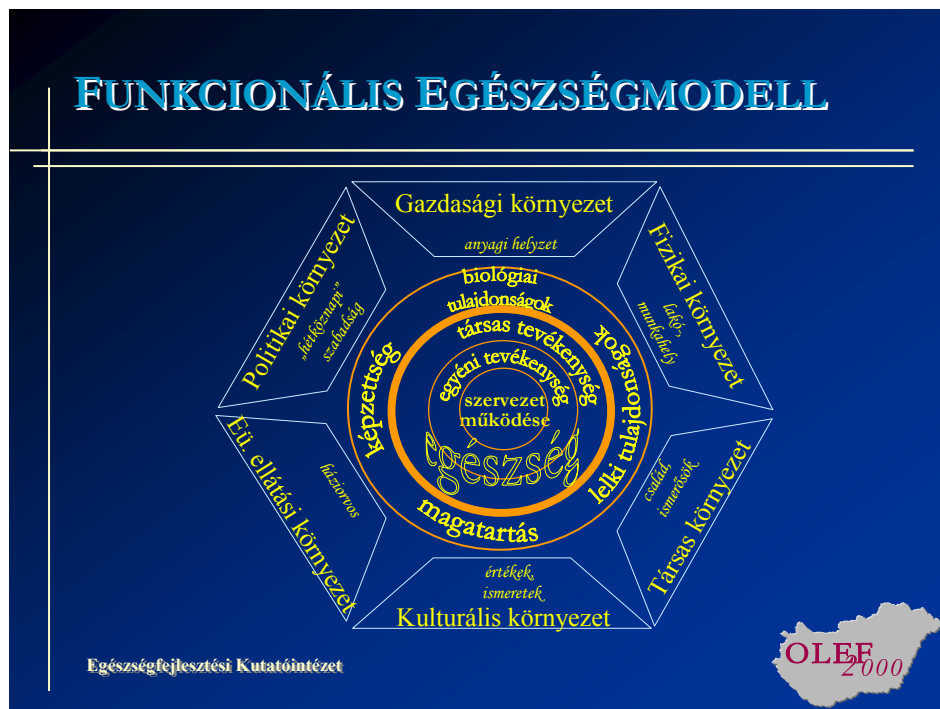 FUNKCIONÁLIS EGÉSZSÉGMODELL
Gazdasági környezet
anyagi helyzet
Politikai környezet
„hétköznapi”
szabadság
Fizikai környezet
lakó-,
munkahely
biológiai
tulajdonságok
társas tevékenység
egyéni tevékenység
szervezet
működése
egészség
képzettség
lelki tulajdonságok
magatartás
Eü. ellátási környezet
háziorvos
család,
ismerősök
Társas környezet
értékek,
ismeretek
Kulturális környezet
Egészségfejlesztési Kutatóintézet
OLEF
2000